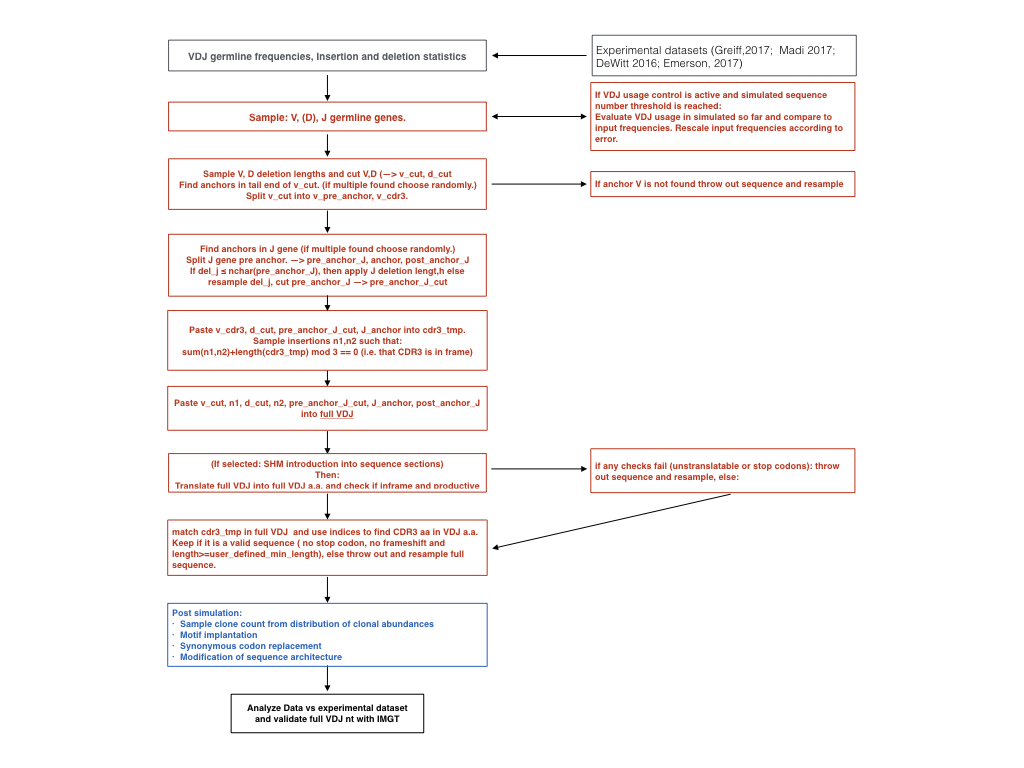 VDJ germline frequencies, Insertion and deletion statistics
Experimental datasets (Greiff,2017;  Madi 2017;
DeWitt 2016; Emerson, 2017)
Sample: V, (D), J germline genes.
If VDJ usage control is active and simulated sequence
number threshold is reached:
Evaluate VDJ usage in simulated so far and compare to
input frequencies. Rescale input frequencies according to
error.
Sample V, D deletion lengths and cut V,D (—> v_cut, d_cut
Find anchors in tail end of v_cut. (if multiple found choose randomly.)
Split v_cut into v_pre_anchor, v_cdr3.
If anchor V is not found throw out sequence and resample
Find anchors in J gene (if multiple found choose randomly.)
Split J gene pre anchor. —> pre_anchor_J, anchor, post_anchor_J
If del_j ≤ nchar(pre_anchor_J), then apply J deletion lengt,h else
resample del_j, cut pre_anchor_J —> pre_anchor_J_cut
Paste v_cdr3, d_cut, pre_anchor_J_cut, J_anchor into cdr3_tmp.
Sample insertions n1,n2 such that:
sum(n1,n2)+length(cdr3_tmp) mod 3 == 0 (i.e. that CDR3 is in frame)
Paste v_cut, n1, d_cut, n2, pre_anchor_J_cut, J_anchor, post_anchor_J
into full VDJ
(If selected: SHM introduction into sequence sections)
Then:
Translate full VDJ into full VDJ a.a. and check if inframe and productive
if any checks fail (unstranslatable or stop codons): throw
out sequence and resample, else:
match cdr3_tmp in full VDJ  and use indices to find CDR3 aa in VDJ a.a.
Keep if it is a valid sequence ( no stop codon, no frameshift and
length>=user_defined_min_length), else throw out and resample full
sequence.
Post simulation:
· Sample clone count from distribution of clonal abundances
· Motif implantation
· Synonymous codon replacement
· Modification of sequence architecture
Analyze Data vs experimental dataset
and validate full VDJ nt with IMGT